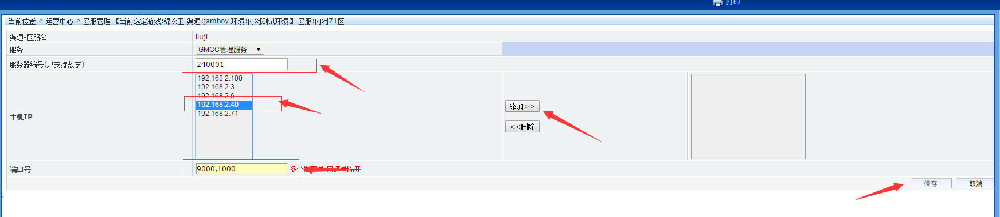 打印
当前位置 > 运营中心 > 区服管理 【当前选定游戏:锦衣卫 渠道:jamboy 环境:内网测试环境】 区服:内网71区
渠道-区服名 liujl
服务 GMCC管理服务
服务器编号(只支持数字) 240001
192.168.2.100
192.168.2.3
192.168.2.6
192.168.2.40
192.168.2.71
主机IP
添加>>
<<删除
端口号 9000,1000 多个端口号 用逗号隔开
保存 取消